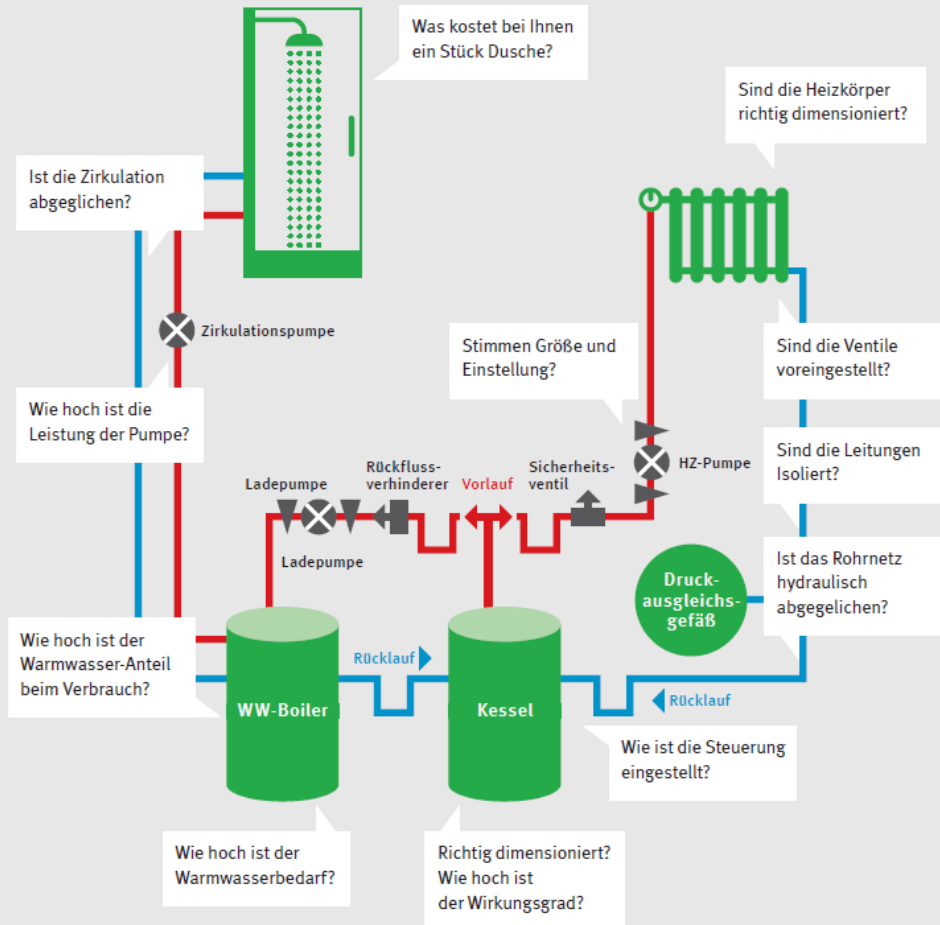 Was kostet bei Ihnen
ein Stück Dusche?
Sind die Heizkörper
richtig dimensioniert?
Ist die Zirkulation
abgeglichen?
Zirkulationspumpe
Stimmen Größe und
Einstellung?
Sind die Ventile
voreingestellt?
Wie hoch ist die
Leistung der Pumpe?
Sind die Leitungen
Isoliert?
Ladepumpe
Rückfluss-
verhinderer
Vorlauf
Sicherheits-
ventil
HZ-Pumpe
Ladepumpe
Druck-
ausgleichs-
gefäß
Ist das Rohrnetz
hydraulisch
abgegelichen?
Wie hoch ist der
Warmwasser-Anteil
beim Verbrauch?
Rücklauf
WW-Boiler
Kessel
Rücklauf
Wie ist die Steuerung
eingestellt?
Wie hoch ist der
Warmwasserbedarf?
Richtig dimensioniert?
Wie hoch ist
der Wirkungsgrad?